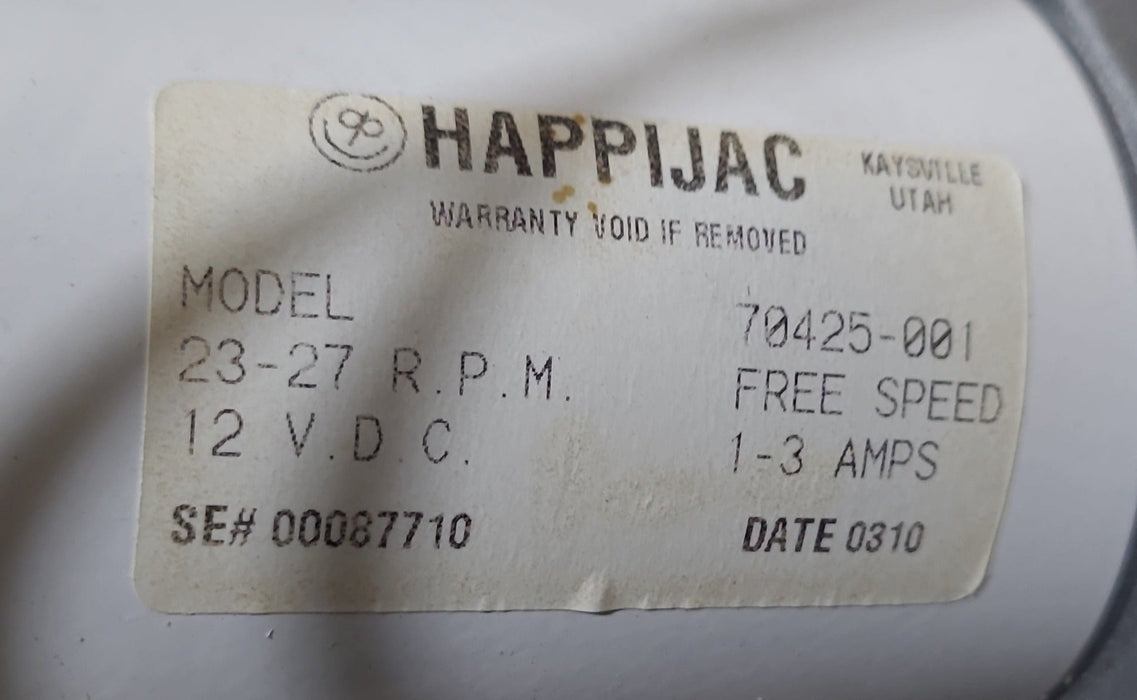 HAPPIJAC KAYSVILLE
UTAH
WARRANTY VOID IF REMOVED
MODEL 70425-001
23-27 R.P.M. FREE SPEED
12 V.D.C. 1-3 AMPS
SE# 00087710 DATE 0310